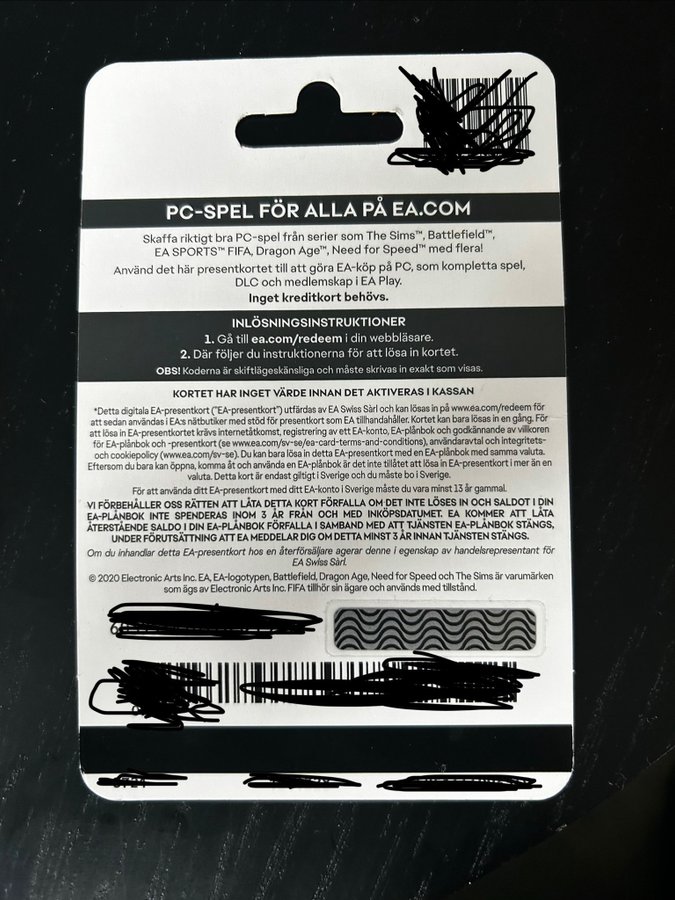 PC-SPEL FÖR ALLA PÅ EA.COM
Skaffa riktigt bra PC-spel från serier som The Sims™, Battlefield™,
EA SPORTS™ FIFA, Dragon Age™, Need for Speed™ med flera!
Använd det här presentkortet till att göra EA-köp på PC, som kompletta spel,
DLC och medlemskap i EA Play.
Inget kreditkort behövs.
INLÖSNINGSINSTRUKTIONER
1. Gå till ea.com/redeem i din webbläsare.
2. Där följer du instruktionerna för att lösa in kortet.
OBS! Koderna är skiftlägeskänsliga och måste skrivas in exakt som visas.
KORTET HAR INGET VÄRDE INNAN DET AKTIVERAS I KASSAN
*Detta digitala EA-presentkort ("EA-presentkort") utfärdas av EA Swiss Sàrl och kan lösas in på www.ea.com/redeem för
att sedan användas i EA:s nätbutiker med stöd för presentkort som EA tillhandahåller. Kortet kan bara lösas in en gång. För
att lösa in EA-presentkortet krävs internetåtkomst, registrering av ett EA-konto, EA-plånbok och godkännande av villkoren
för EA-plånbok och -presentkort (se www.ea.com/sv-se/ea-card-terms-and-conditions), användaravtal och integritets-
och cookiepolicy (www.ea.com/sv-se). Du kan bara lösa in detta EA-presentkort med en EA-plånbok med samma valuta.
Eftersom du bara kan öppna, komma åt och använda en EA-plånbok är det inte tillåtet att lösa in EA-presentkort i mer än en
valuta. Detta kort är endast giltigt i Sverige och du måste bo i Sverige.
För att använda ditt EA-presentkort med ditt EA-konto i Sverige måste du vara minst 13 år gammal.
VI FÖRBEHÅLLER OSS RÄTTEN ATT LÅTA DETTA KORT FÖRFALLA OM DET INTE LÖSES IN OCH SALDOT I DIN
EA-PLÅNBOK INTE SPENDERAS INOM 3 ÅR FRÅN OCH MED INKÖPSDATUMET. EA KOMMER ATT LÅTA
ÅTERSTÅENDE SALDO I DIN EA-PLÅNBOK FÖRFALLA I SAMBAND MED ATT TJÄNSTEN EA-PLÅNBOK STÄNGS,
UNDER FÖRUTSÄTTNING ATT EA MEDDELAR DIG OM DETTA MINST 3 ÅR INNAN TJÄNSTEN STÄNGS.
Om du inhandlar detta EA-presentkort hos en återförsäljare agerar denne i egenskap av handelsrepresentant för
EA Swiss Sàrl.
© 2020 Electronic Arts Inc. EA, EA-logotypen, Battlefield, Dragon Age, Need for Speed och The Sims är varumärken
som ägs av Electronic Arts Inc. FIFA tillhör sin ägare och används med tillstånd.